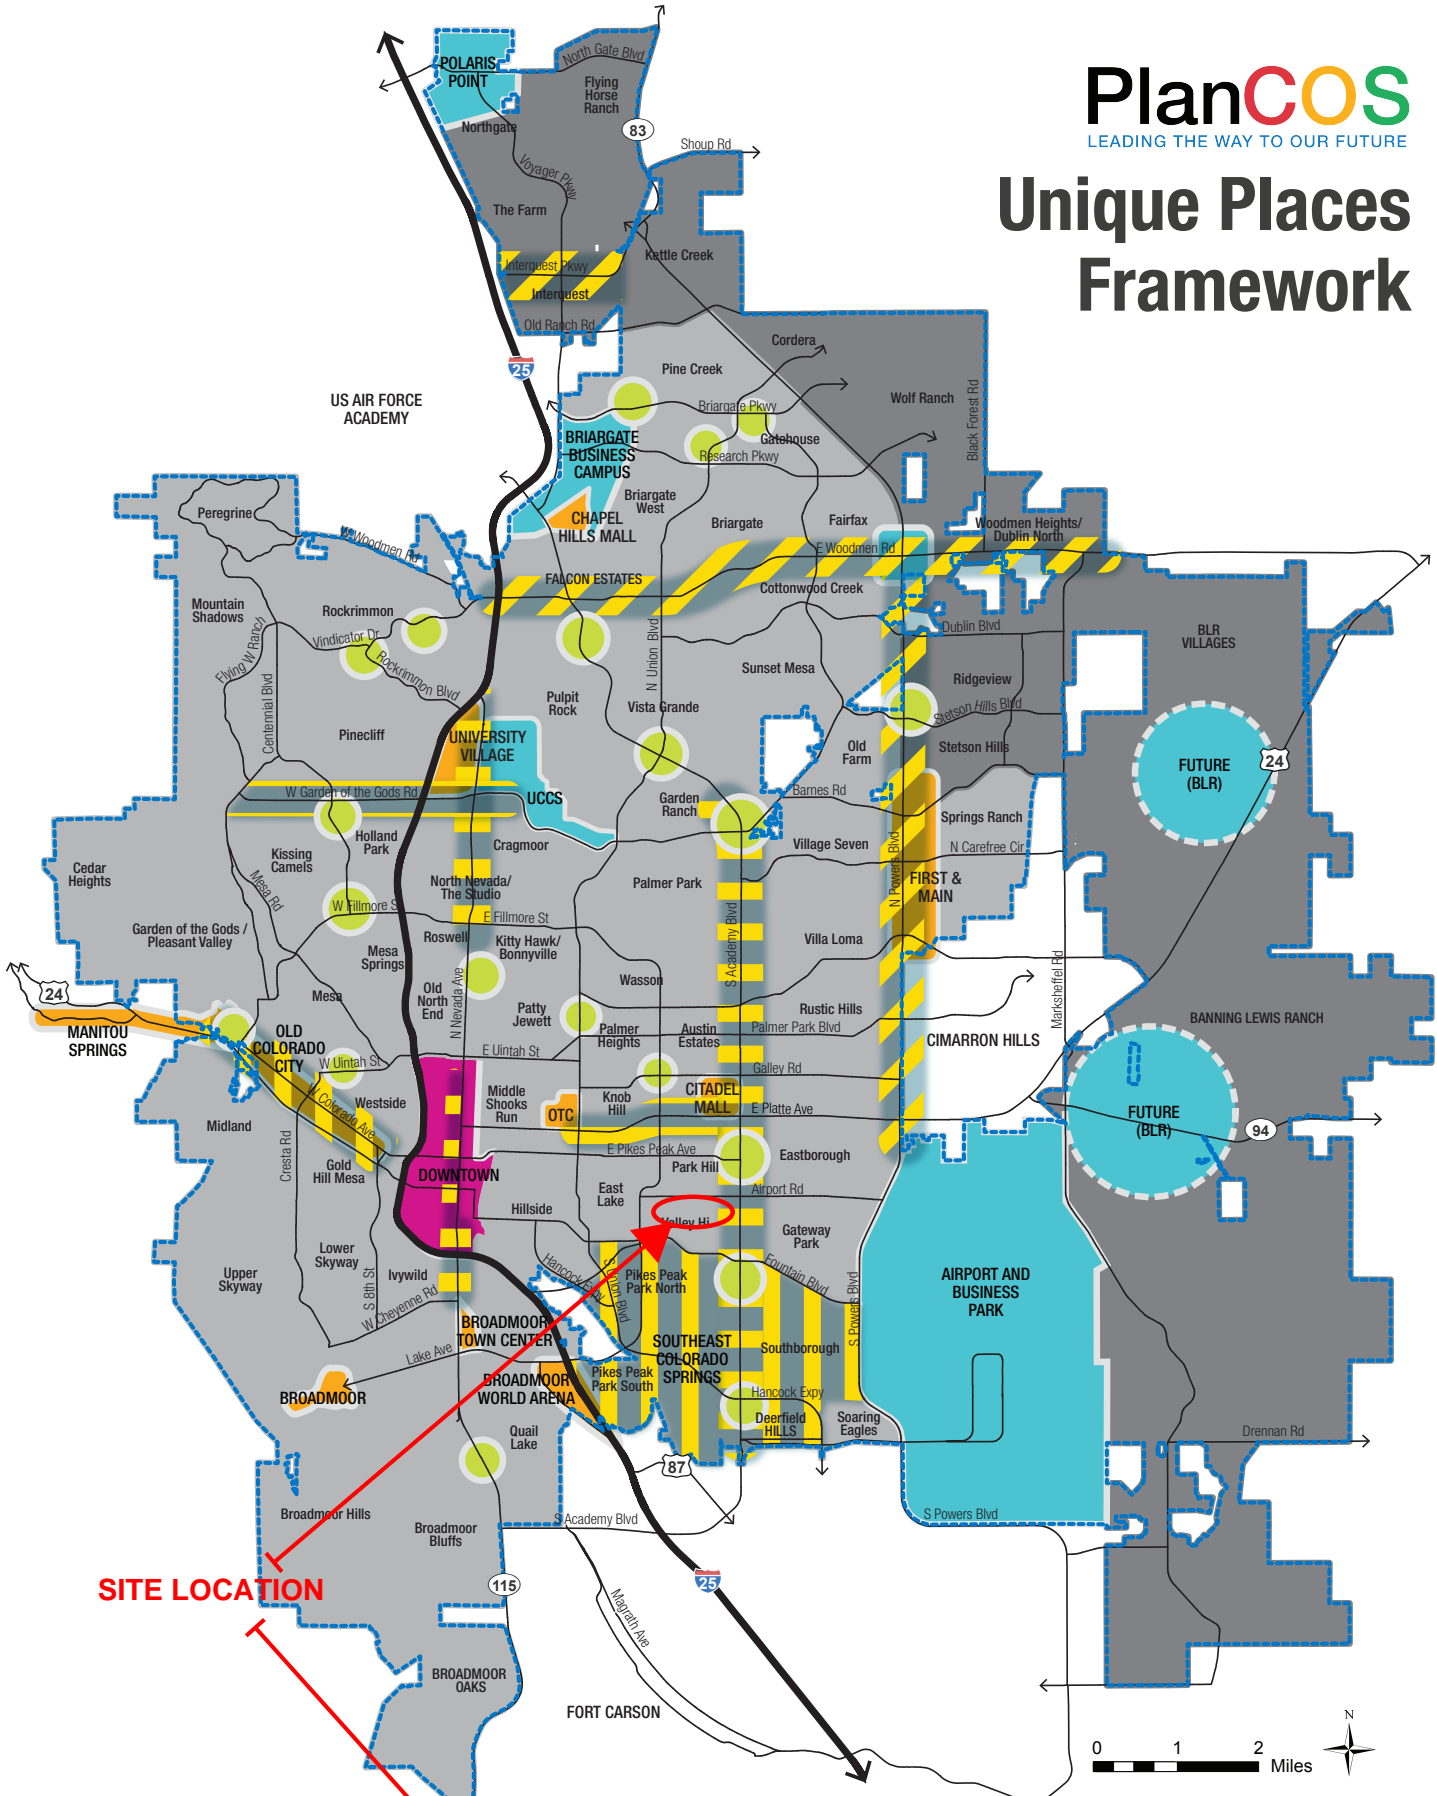 PlanCOS
LEADING THE WAY TO OUR FUTURE
Unique Places
Framework
POLARIS
POINT
North Gate Blvd
Flying
Horse
Ranch
Northgate
83
Shoup Rd
Voyager Pkwy
The Farm
Kettle Creek
Interquest Pkwy
Interquest
Old Ranch Rd
25
Cordera
Pine Creek
US AIR FORCE
ACADEMY
Wolf Ranch
Black Forest Rd
Briargate Pkwy
Gatehouse
BRIARGATE
BUSINESS
CAMPUS
Research Pkwy
Briargate
West
CHAPEL
HILLS MALL
Briargate
Fairfax
Woodmen Heights/
Dublin North
Peregrine
W Woodmen Rd
E Woodmen Rd
FALCON ESTATES
Cottonwood Creek
Mountain
Shadows
Rockrimmon
Vindicator Dr
Flying W Ranch
Rockrimmon Blvd
N Union Blvd
Dublin Blvd
BLR
VILLAGES
Sunset Mesa
Ridgeview
Centennial Blvd
Pulpit
Rock
Vista Grande
Stetson Hills Blvd
Pinecliff
UNIVERSITY
VILLAGE
Old
Farm
Stetson Hills
24
FUTURE
(BLR)
W Garden of the Gods Rd
UCCS
Garden
Ranch
Barnes Rd
Springs Ranch
Holland
Park
Cragmoor
Village Seven
N Carefree Cir
Kissing
Camels
Cedar
Heights
Mesa Rd
North Nevada/
The Studio
Palmer Park
N Powers Blvd
FIRST &
MAIN
W Fillmore S
E Fillmore St
Garden of the Gods /
Pleasant Valley
Roswell
Kitty Hawk/
Bonnyville
S Academy Blvd
Villa Loma
Mesa
Springs
Wasson
Marksheffel Rd
24
Mesa
Old
North
End
N Nevada Ave
Patty
Jewett
Rustic Hills
MANITOU
SPRINGS
OLD
COLORADO
CITY
Palmer
Heights
Austin
Estates
Palmer Park Blvd
CIMARRON HILLS
BANNING LEWIS RANCH
E Uintah St
W Uintah St
Galley Rd
Middle
Shooks
Run
OTC
Knob
Hill
CITADEL
MALL
E Platte Ave
FUTURE
(BLR)
94
W Colorado Ave
Westside
Midland
Cresta Rd
Gold
Hill Mesa
DOWNTOWN
E Pikes Peak Ave
Park Hill
Eastborough
East
Lake
Airport Rd
Hillside
Valley Hi
Gateway
Park
Lower
Skyway
Upper
Skyway
Ivywild
S 8th St
Hancock Expy
S Union Blvd
Pikes Peak
Park North
Fountain Blvd
S Powers Blvd
AIRPORT AND
BUSINESS
PARK
W Cheyenne Rd
BROADMOOR
TOWN CENTER
Lake Ave
SOUTHEAST
COLORADO
SPRINGS
Southborough
BROADMOOR
BROADMOOR
WORLD ARENA
Pikes Peak
Park South
Hancock Expy
Deerfield
HILLS
Soaring
Eagles
Quail
Lake
Drennan Rd
87
Broadmoor Hills
Broadmoor
Bluffs
S Academy Blvd
S Powers Blvd
SITE LOCATION
115
25
Magrath Ave
BROADMOOR
OAKS
FORT CARSON
N
0 1 2
Miles